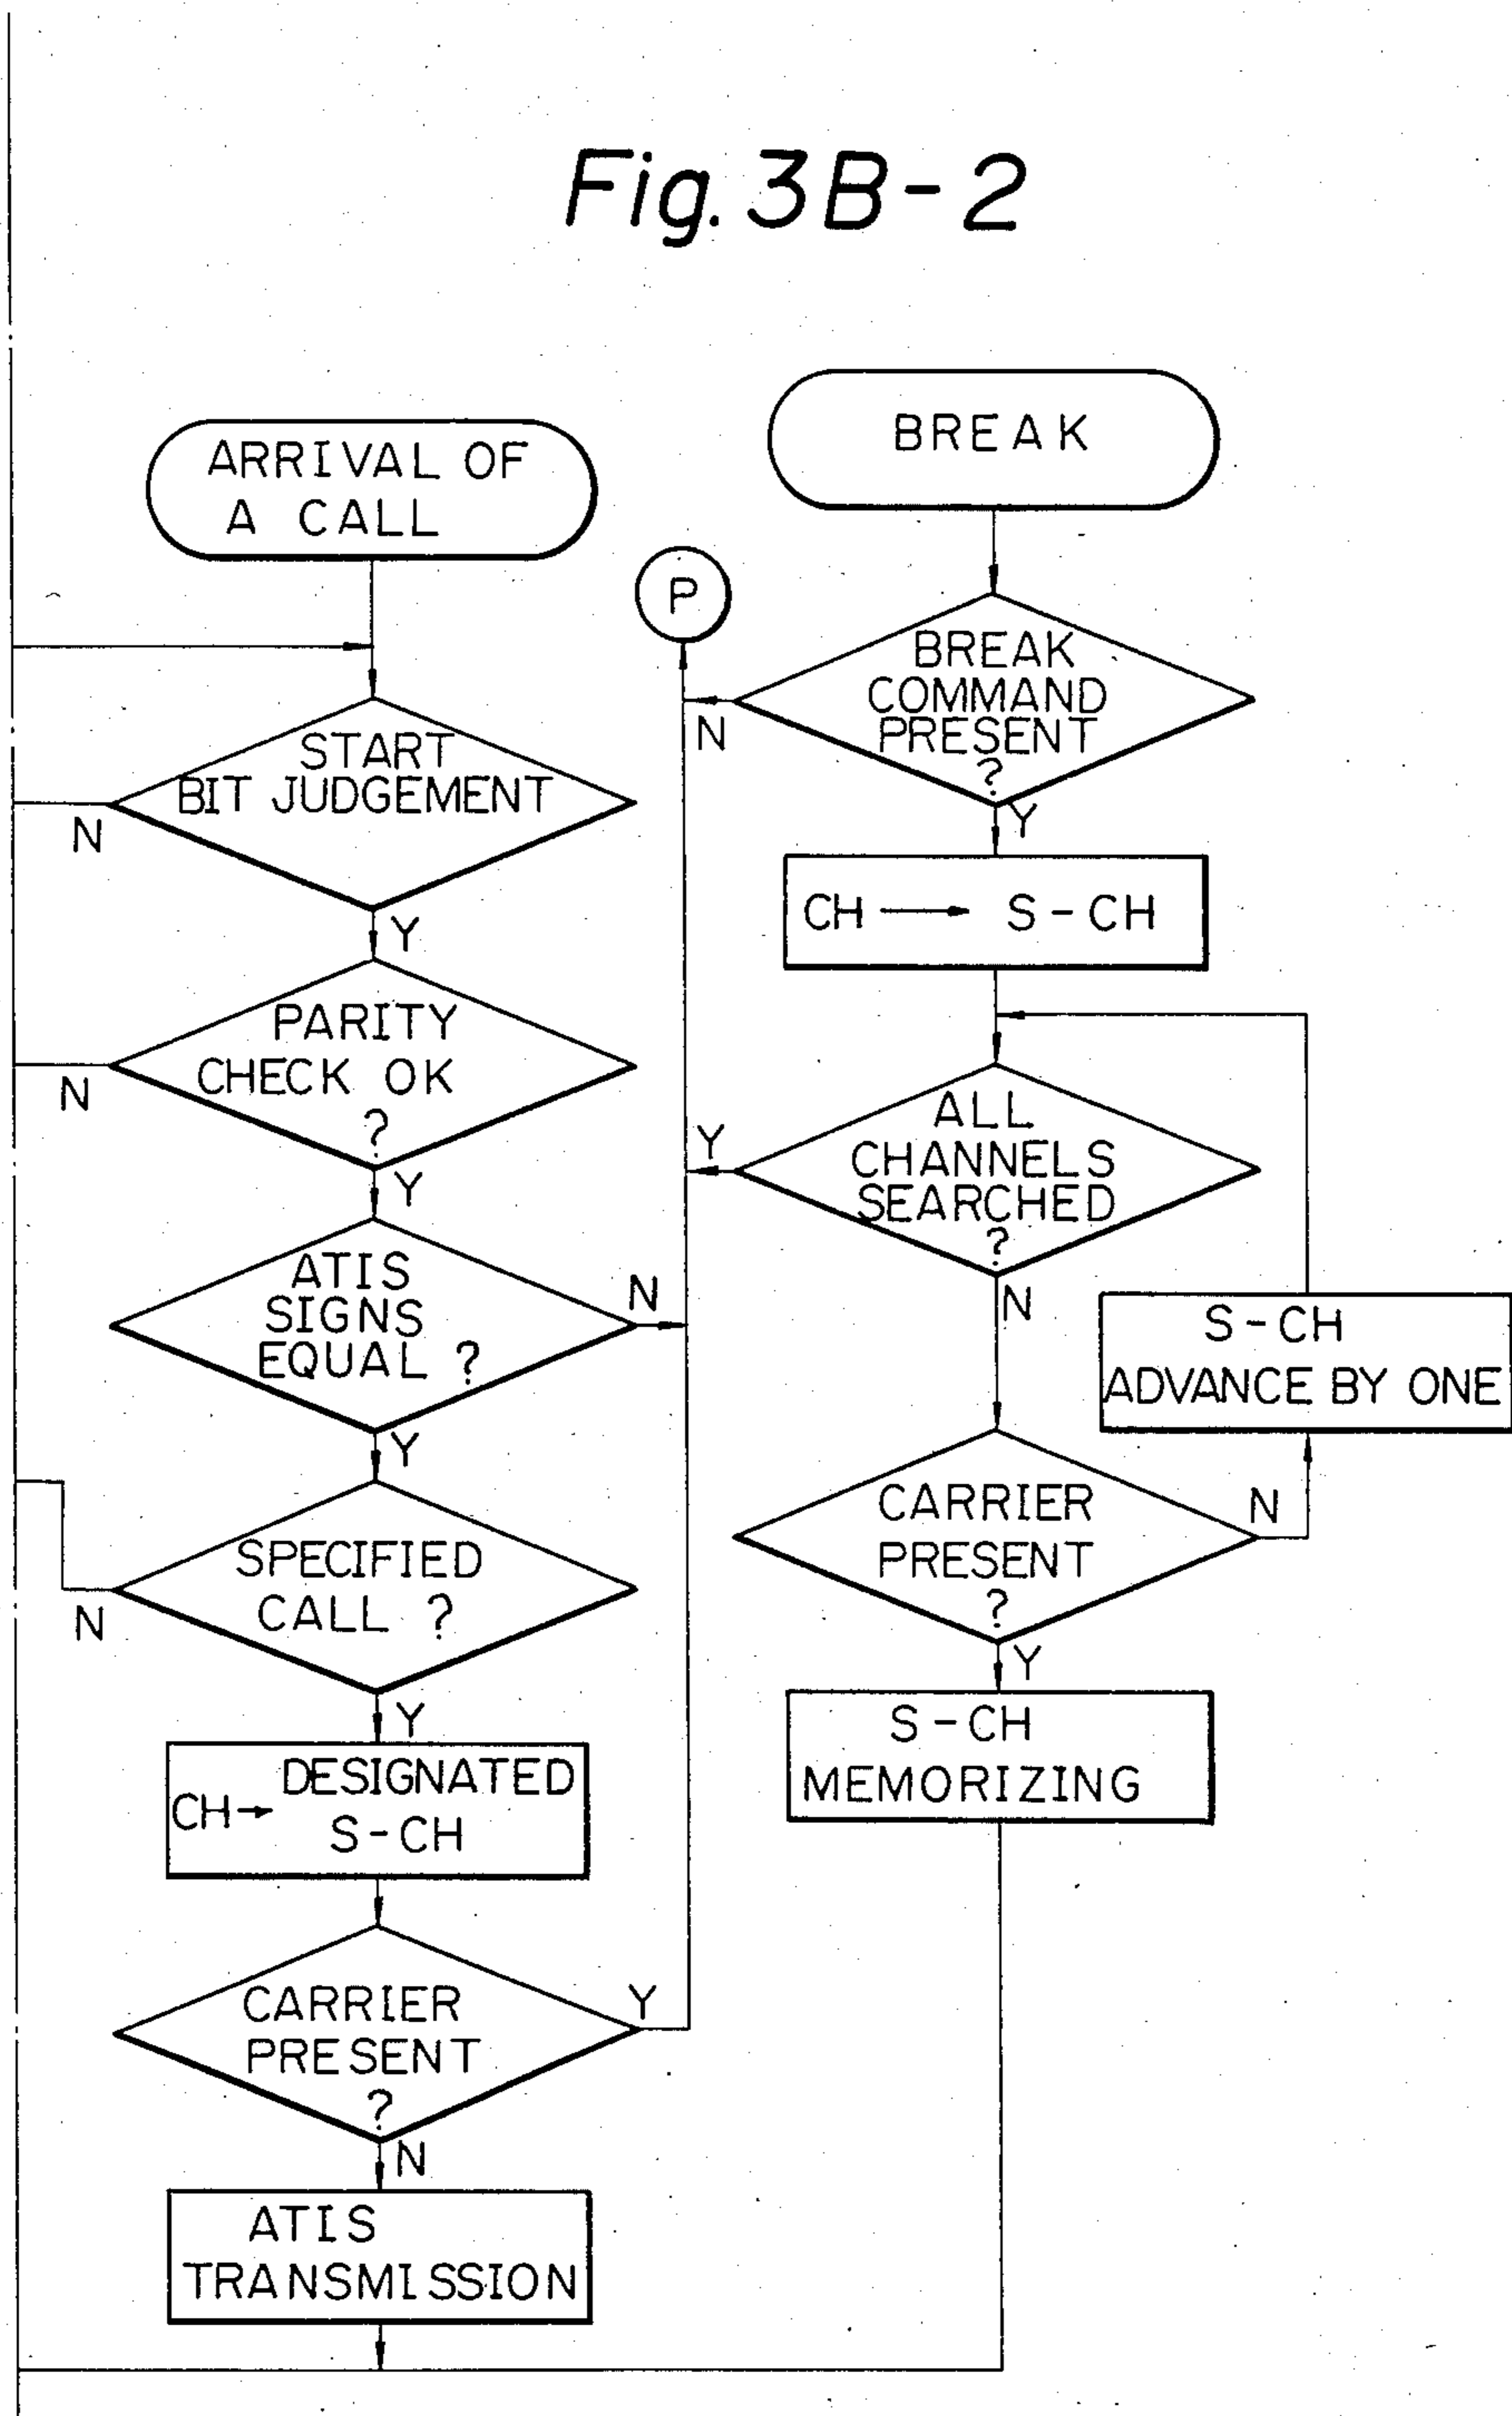 Fig. 3B-2
ARRIVAL OF
A CALL
START
BIT JUDGEMENT
N
Y
PARITY
CHECK OK
?
N
Y
ATIS
SIGNS
EQUAL ?
N
Y
SPECIFIED
CALL ?
N
Y
CH→ DESIGNATED
S-CH
CARRIER
PRESENT
?
Y
N
ATIS
TRANSMISSION
P
BREAK
BREAK
COMMAND
PRESENT
?
N
Y
CH → S-CH
ALL
CHANNELS
SEARCHED
?
Y
N
S-CH
ADVANCE BY ONE
CARRIER
PRESENT
?
N
Y
S-CH
MEMORIZING